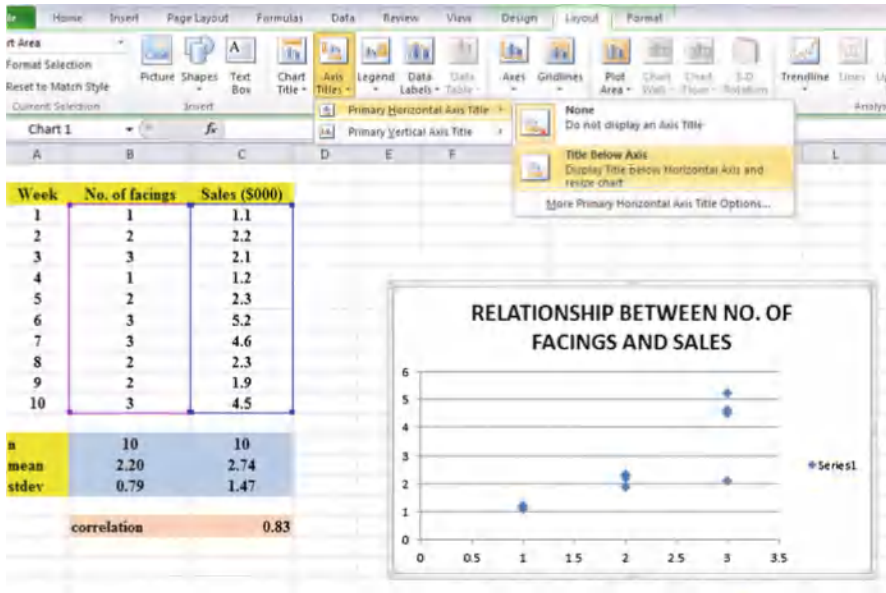 Home Insert Page Layout Formulas Data Review View Design Layout Format
rt Area
Format Selection
Reset to Match Style
Current Selection
Picture Shapes Text Box
Insert
Chart Title Axis Titles Legend Data Labels Data Table
Axes Gridlines
Plot Area Chart Wall Chart Floor 3-D Rotation
Trendline Lines
Primary Horizontal Axis Title
Primary Vertical Axis Title
None
Do not display an Axis Title
Title Below Axis
Display Title below Horizontal Axis and
resize chart
More Primary Horizontal Axis Title Options...
Chart 1 fx
A B C D E F L
Week No. of facings Sales ($000)
1 1 1.1
2 2 2.2
3 3 2.1
4 1 1.2
5 2 2.3
6 3 5.2
7 3 4.6
8 2 2.3
9 2 1.9
10 3 4.5
n 10 10
mean 2.20 2.74
stdev 0.79 1.47
correlation 0.83
RELATIONSHIP BETWEEN NO. OF
FACINGS AND SALES
6
5
4
3
2
1
0
0 0.5 1 1.5 2 2.5 3 3.5
Series1